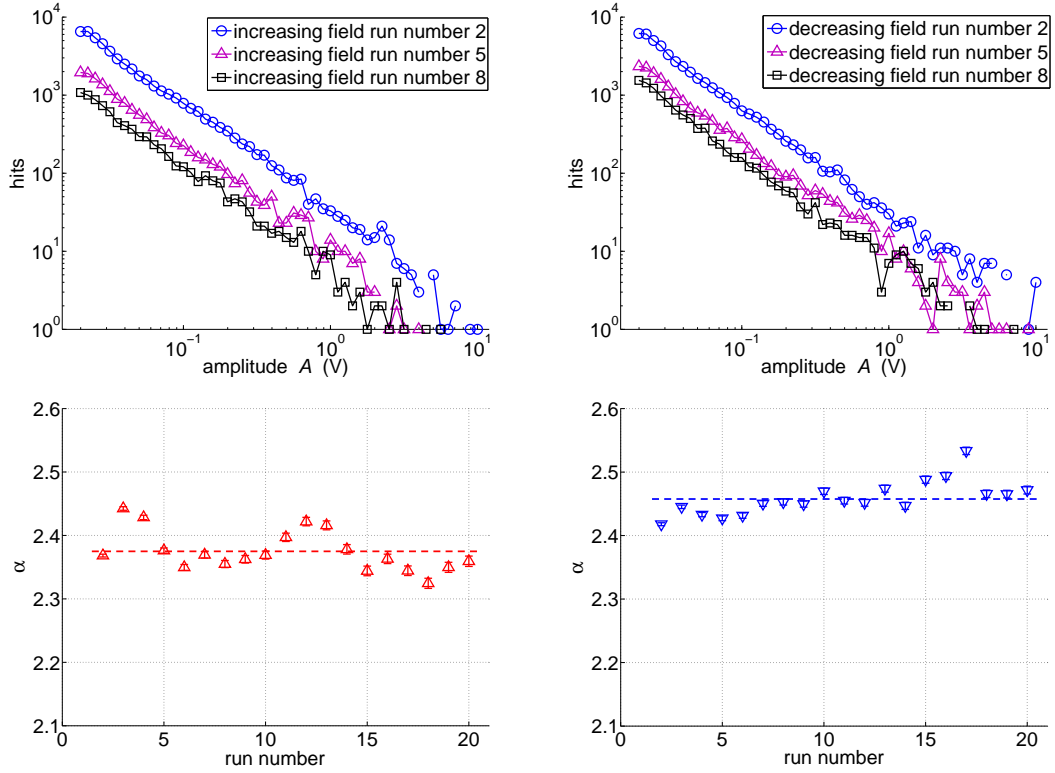 10^4
10^3
10^2
10^1
10^0
hits
increasing field run number 2
increasing field run number 5
increasing field run number 8
10^-1
10^0
10^1
amplitude A (V)
10^4
10^3
10^2
10^1
10^0
hits
decreasing field run number 2
decreasing field run number 5
decreasing field run number 8
10^-1
10^0
10^1
amplitude A (V)
2.6
2.5
2.4
2.3
2.2
2.1
α
0
5
10
15
20
run number
2.6
2.5
2.4
2.3
2.2
2.1
α
0
5
10
15
20
run number